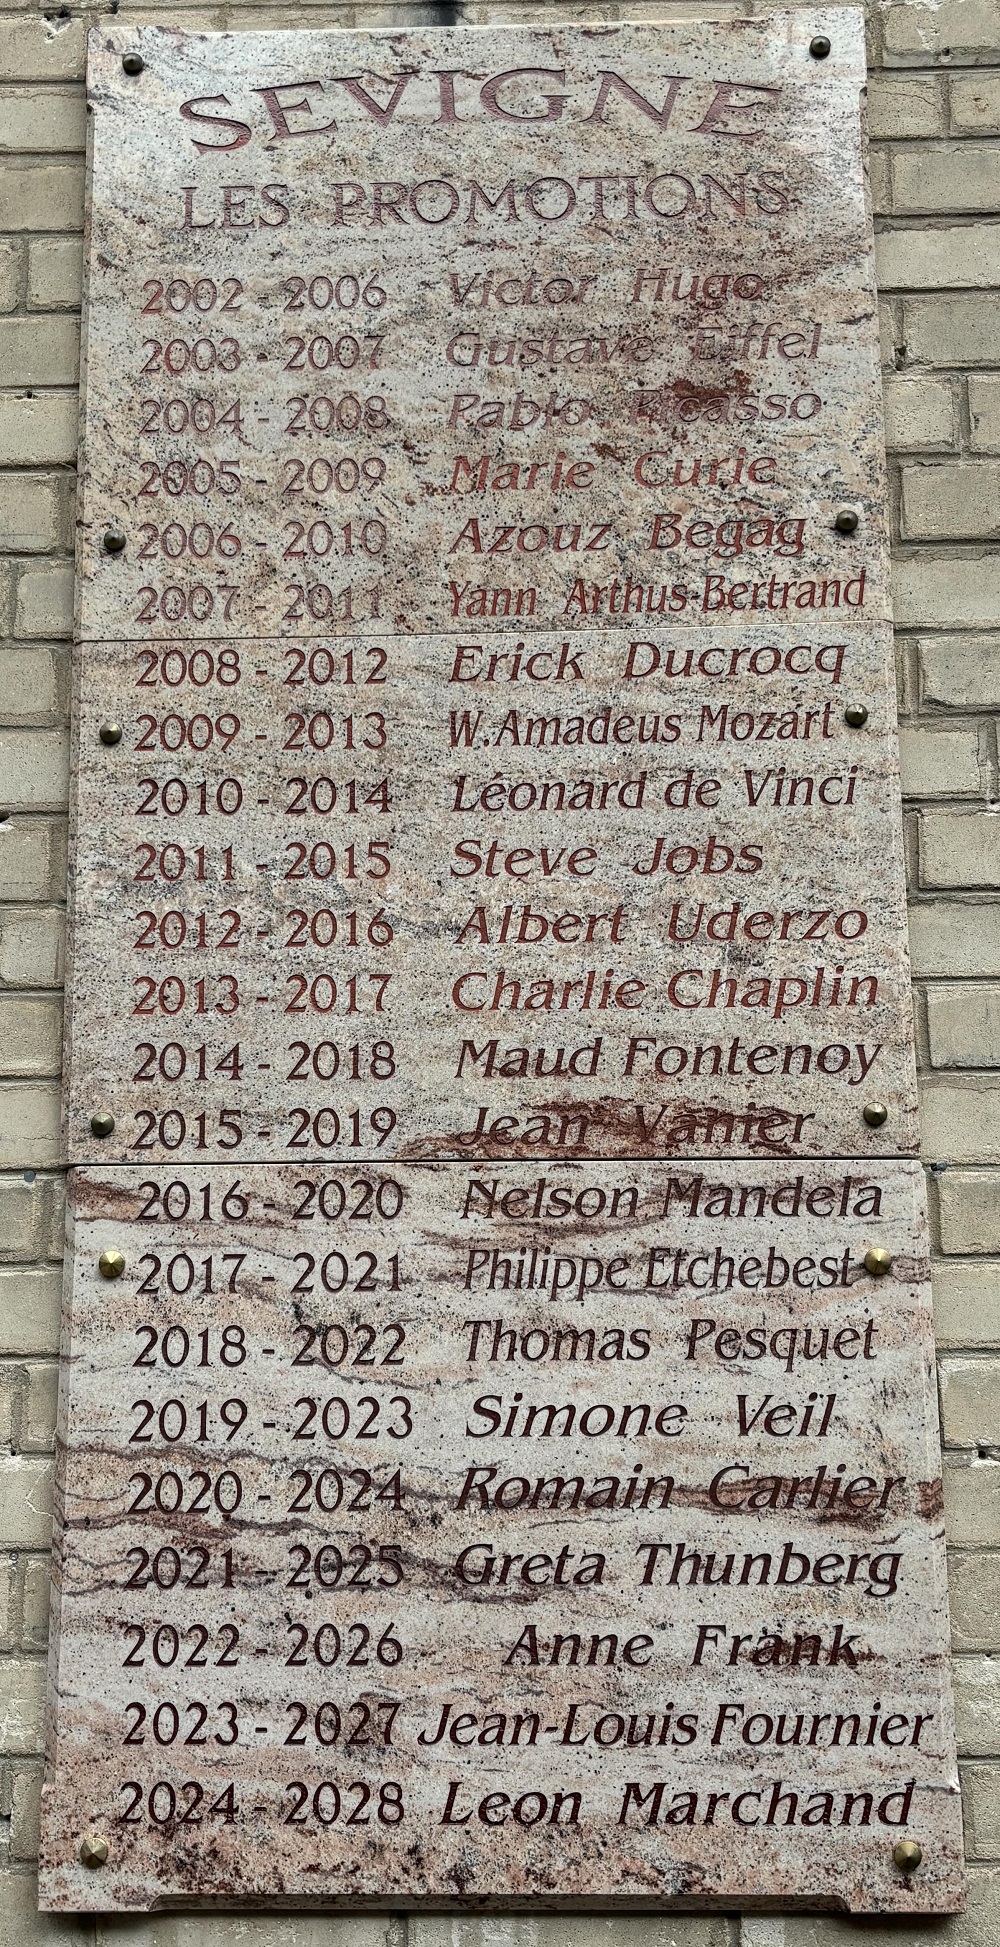 SEVIGNE
LES PROMOTIONS
2002 - 2006 Victor Hugo
2003 - 2007 Gustave Eiffel
2004 - 2008 Pablo Picasso
2005 - 2009 Marie Curie
2006 - 2010 Azouz Begag
2007 - 2011 Yann Arthus-Bertrand
2008 - 2012 Erick Ducrocq
2009 - 2013 W.Amadeus Mozart
2010 - 2014 Léonard de Vinci
2011 - 2015 Steve Jobs
2012 - 2016 Albert Uderzo
2013 - 2017 Charlie Chaplin
2014 - 2018 Maud Fontenoy
2015 - 2019 Jean Vanier
2016 - 2020 Nelson Mandela
2017 - 2021 Philippe Etchebest
2018 - 2022 Thomas Pesquet
2019 - 2023 Simone Veil
2020 - 2024 Romain Carlier
2021 - 2025 Greta Thunberg
2022 - 2026 Anne Frank
2023 - 2027 Jean-Louis Fournier
2024 - 2028 Leon Marchand